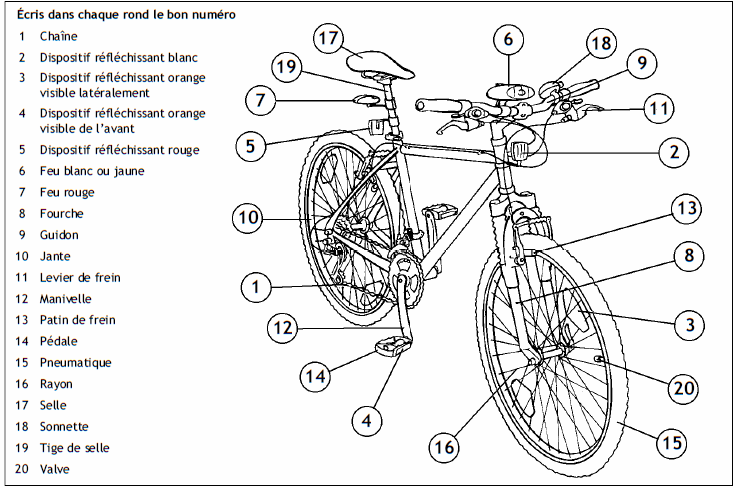 Écris dans chaque rond le bon numéro
1 Chaîne
2 Dispositif réfléchissant blanc
3 Dispositif réfléchissant orange
visible latéralement
4 Dispositif réfléchissant orange
visible de l'avant
5 Dispositif réfléchissant rouge
6 Feu blanc ou jaune
7 Feu rouge
8 Fourche
9 Guidon
10 Jante
11 Levier de frein
12 Manivelle
13 Patin de frein
14 Pédale
15 Pneumatique
16 Rayon
17 Selle
18 Sonnette
19 Tige de selle
20 Valve
17
6
18
19
9
7
11
5
2
10
13
8
1
12
3
14
20
4
16
15